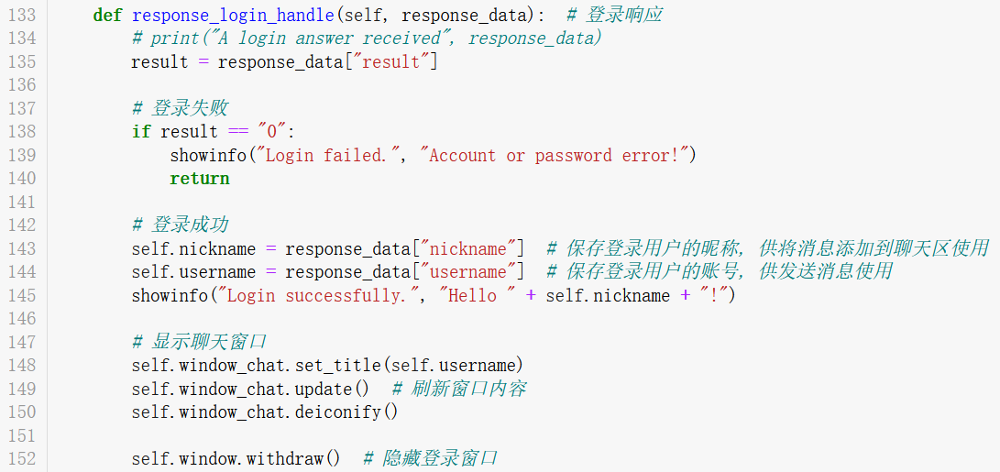 133 def response_login_handle(self, response_data): # 登录响应
134 # print("A login answer received", response_data)
135 result = response_data["result"]
136
137 # 登录失败
138 if result == "0":
139 showinfo("Login failed.", "Account or password error!")
140 return
141
142 # 登录成功
143 self.nickname = response_data["nickname"] # 保存登录用户的昵称, 供将消息添加到聊天区使用
144 self.username = response_data["username"] # 保存登录用户的账号, 供发送消息使用
145 showinfo("Login successfully.", "Hello " + self.nickname + "!")
146
147 # 显示聊天窗口
148 self.window_chat.set_title(self.username)
149 self.window_chat.update() # 刷新窗口内容
150 self.window_chat.deiconify()
151
152 self.window.withdraw() # 隐藏登录窗口